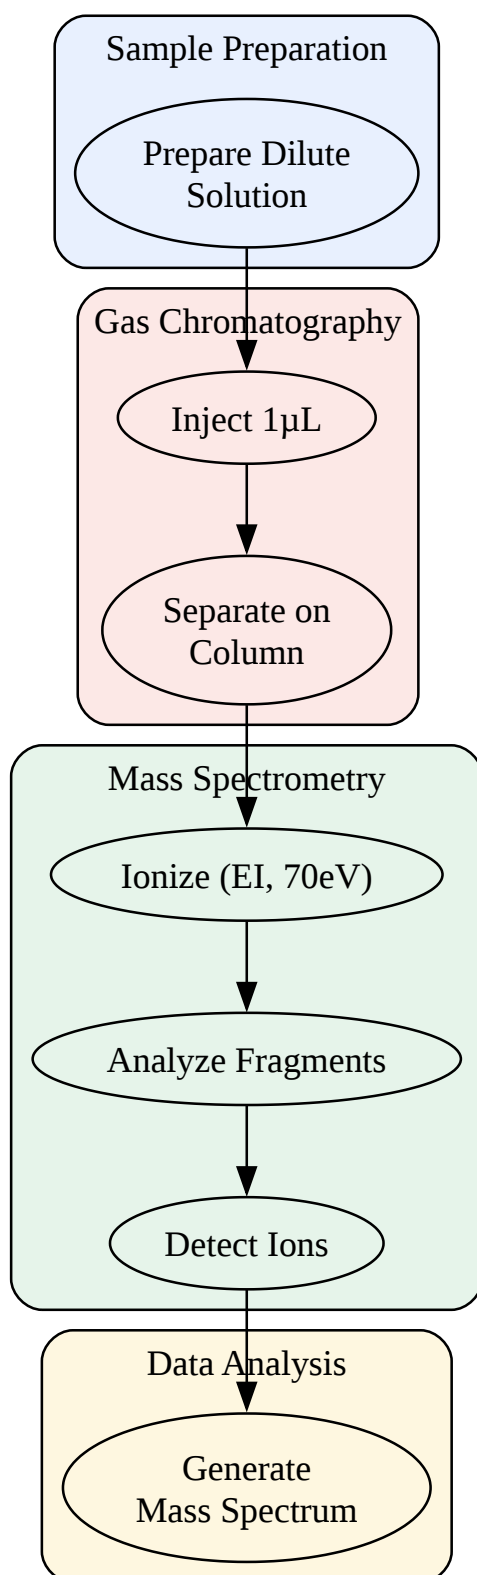 Sample Preparation
Prepare Dilute
Solution
Gas Chromatography
Inject 1µL
Separate on
Column
Mass Spectrometry
Ionize (EI, 70eV)
Analyze Fragments
Detect Ions
Data Analysis
Generate
Mass Spectrum